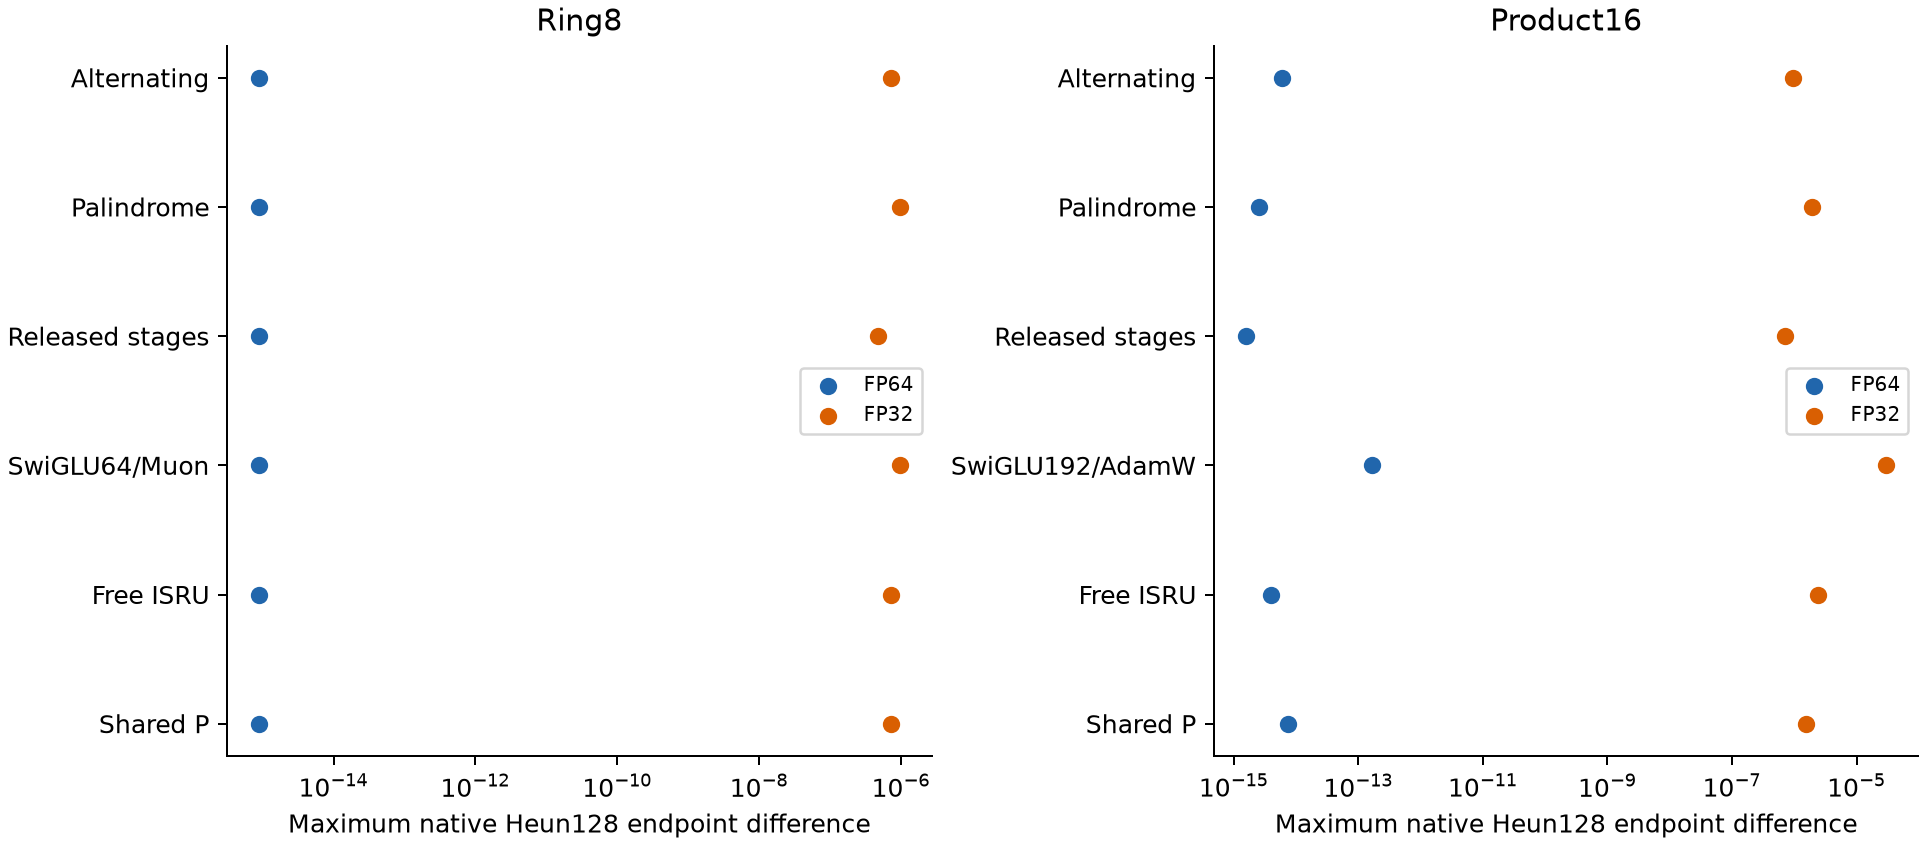 Ring8
Alternating
Palindrome
Released stages
SwiGLU64/Muon
Free ISRU
Shared P
FP64
FP32
10⁻¹⁴ 10⁻¹² 10⁻¹⁰ 10⁻⁸ 10⁻⁶
Maximum native Heun128 endpoint difference
Product16
Alternating
Palindrome
Released stages
SwiGLU192/AdamW
Free ISRU
Shared P
FP64
FP32
10⁻¹⁵ 10⁻¹³ 10⁻¹¹ 10⁻⁹ 10⁻⁷ 10⁻⁵
Maximum native Heun128 endpoint difference